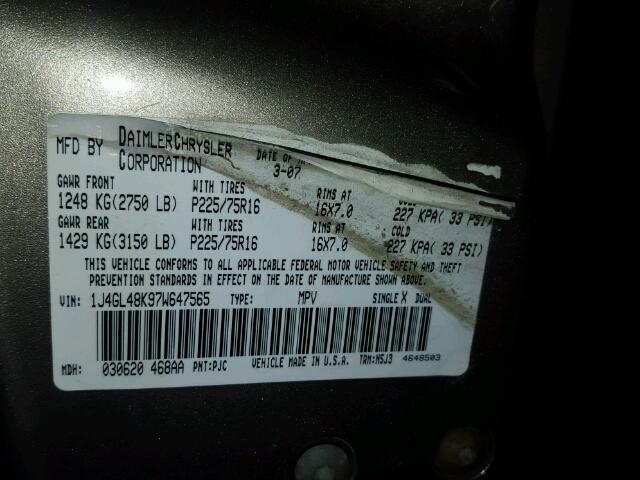 MFD BY DAIMLERCHRYSLER CORPORATION
DATE OF
3-07
GAWR FRONT WITH TIRES RIMS AT
1248 KG(2750 LB) P225/75R16 16X7.0 227 KPA( 33 PSI)
GAWR REAR WITH TIRES RIMS AT COLD
1429 KG(3150 LB) P225/75R16 16X7.0 227 KPA( 33 PSI)
THIS VEHICLE CONFORMS TO ALL APPLICABLE FEDERAL MOTOR VEHICLE SAFETY AND THEFT
PREVENTION STANDARDS IN EFFECT ON THE DATE OF MANUFACTURE SHOWN ABOVE.
VIN: 1J4GL48K97W647565 TYPE: MPV SINGLE X DUAL
MDH: 030620 468AA PNT:PJC VEHICLE MADE IN U.S.A. TRM:N5J3 4648503